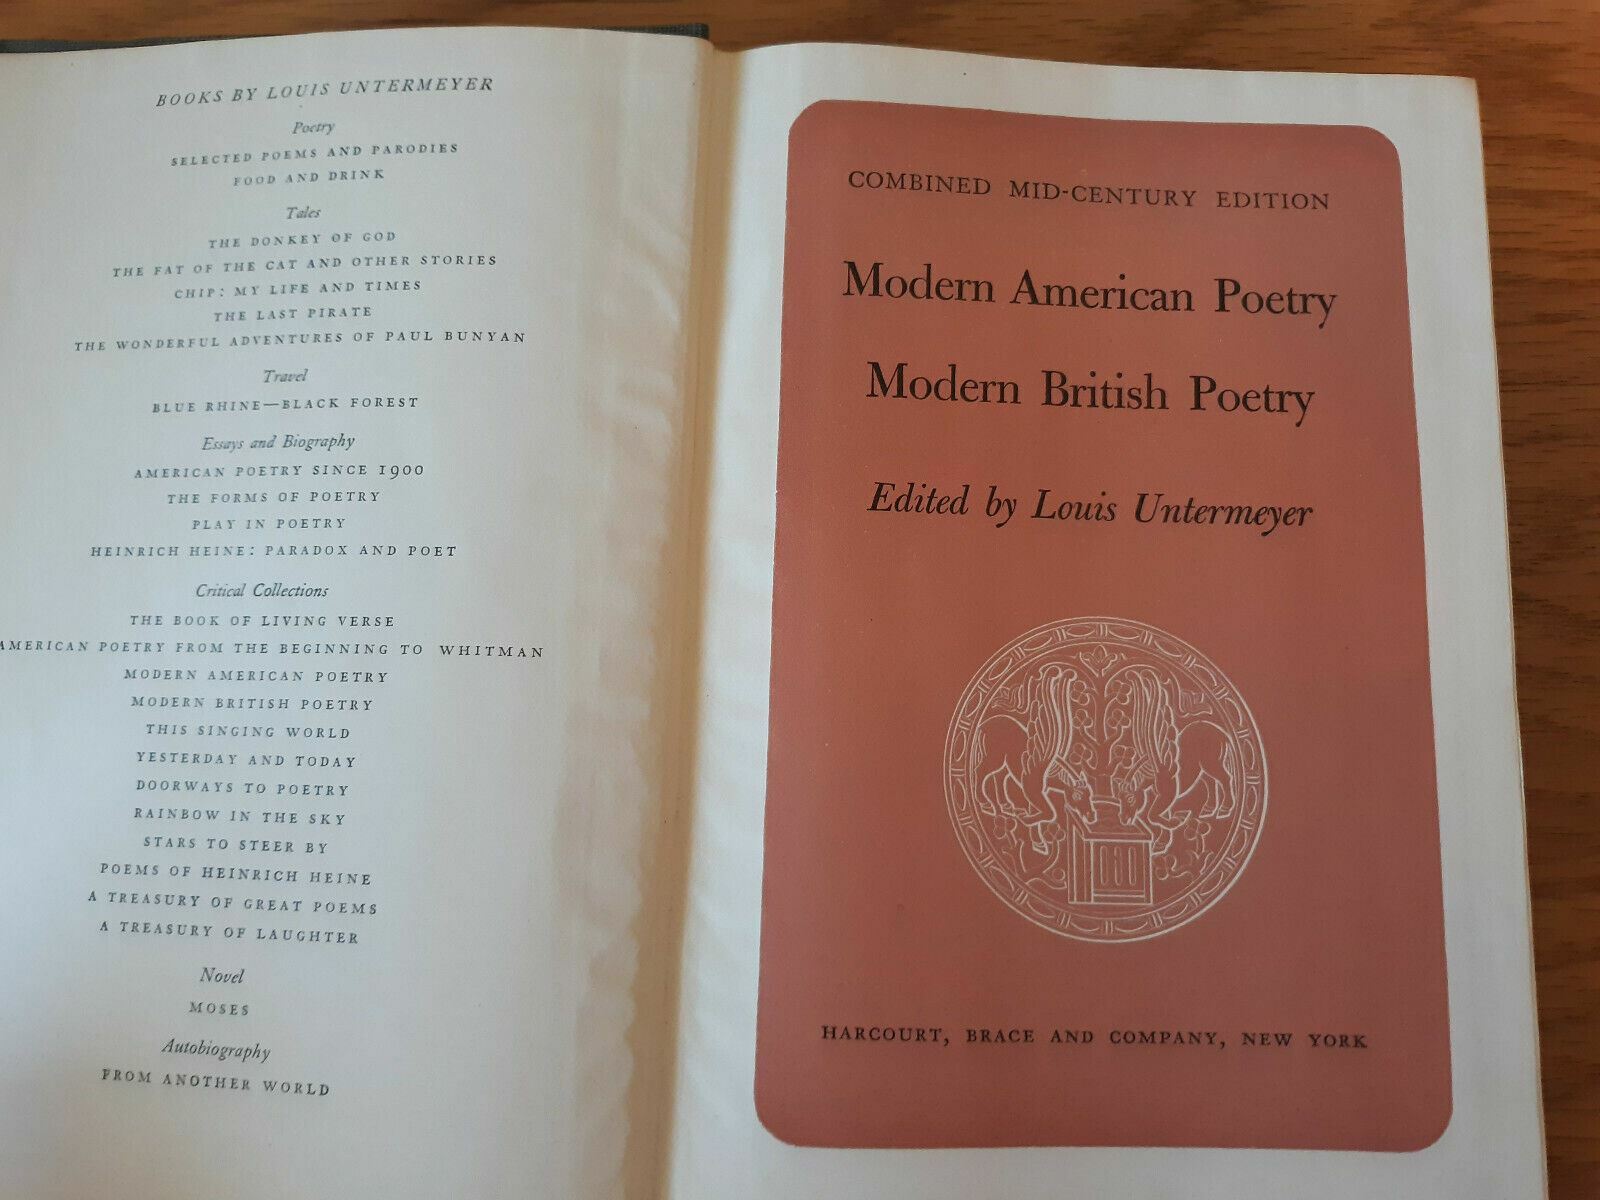 BOOKS BY LOUIS UNTERMEYER
Poetry
SELECTED POEMS AND PARODIES
FOOD AND DRINK
Tales
THE DONKEY OF GOD
THE FAT OF THE CAT AND OTHER STORIES
CHIP: MY LIFE AND TIMES
THE LAST PIRATE
THE WONDERFUL ADVENTURES OF PAUL BUNYAN
Travel
BLUE RHINE—BLACK FOREST
Essays and Biography
AMERICAN POETRY SINCE 1900
THE FORMS OF POETRY
PLAY IN POETRY
HEINRICH HEINE: PARADOX AND POET
Critical Collections
THE BOOK OF LIVING VERSE
AMERICAN POETRY FROM THE BEGINNING TO WHITMAN
MODERN AMERICAN POETRY
MODERN BRITISH POETRY
THIS SINGING WORLD
YESTERDAY AND TODAY
DOORWAYS TO POETRY
RAINBOW IN THE SKY
STARS TO STEER BY
POEMS OF HEINRICH HEINE
A TREASURY OF GREAT POEMS
A TREASURY OF LAUGHTER
Novel
MOSES
Autobiography
FROM ANOTHER WORLD
COMBINED MID-CENTURY EDITION
Modern American Poetry
Modern British Poetry
Edited by Louis Untermeyer
HARCOURT, BRACE AND COMPANY, NEW YORK